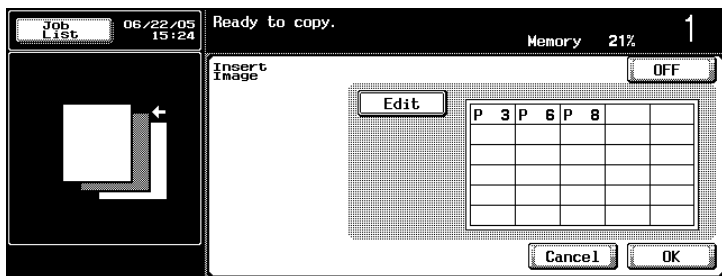 Job List
06/22/05
15:24
Ready to copy.
Memory 21%
1
Insert Image
OFF
Edit
P 3 P 6 P 8
Cancel
OK